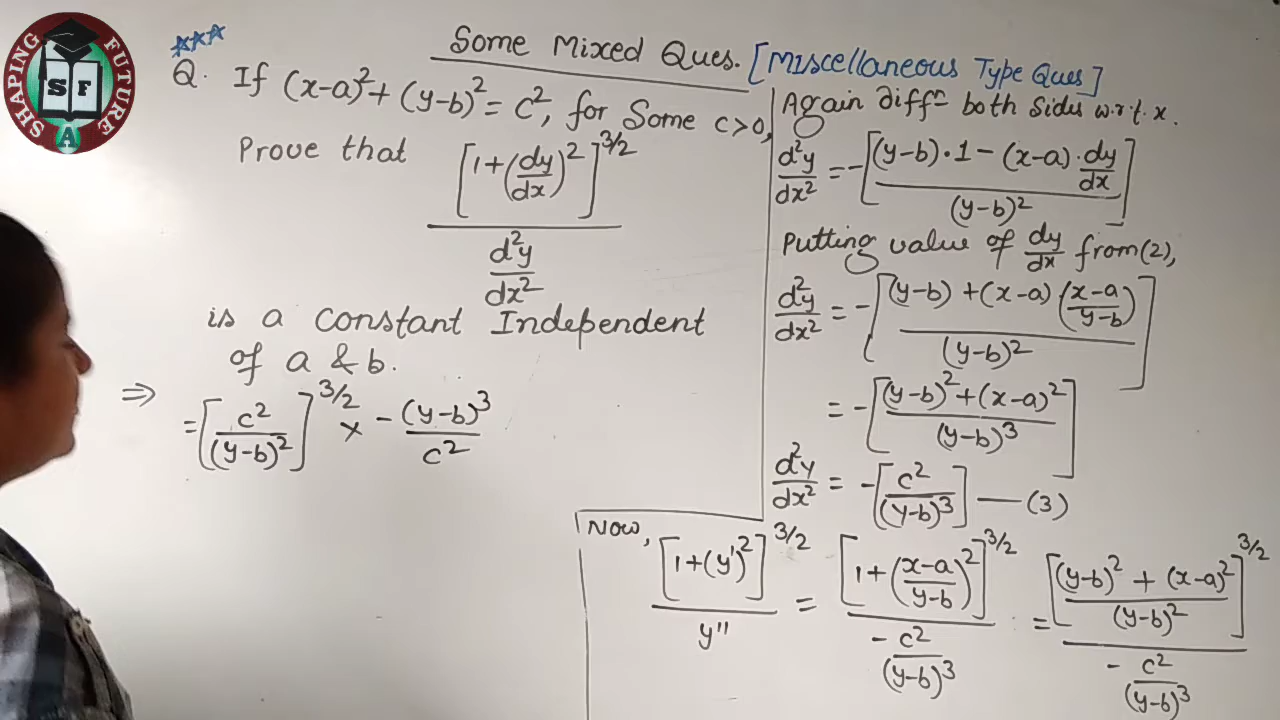 SHAPING FUTURE
S F
A
Some Mixed Ques. [Miscellaneous Type Ques]
***
Q. If (x-a)² + (y-b)² = c², for Some c>0,
Prove that [1+(dy/dx)²]^3/2
d²y/dx²
is a constant Independent
of a & b.
⇒ = [c²/(y-b)²]^3/2 × - (y-b)³/c²
Again diffⁿ both sides w.r.t. x.
d²y/dx² = -[(y-b)·1 - (x-a)·dy/dx / (y-b)²]
Putting value of dy/dx from (2),
d²y/dx² = -[(y-b) + (x-a)(x-a/y-b) / (y-b)²]
= -[(y-b)² + (x-a)² / (y-b)³]
d²y/dx² = -[c²/(y-b)³] — (3)
Now, [1+(y')²]^3/2 / y'' = [1+(x-a/y-b)²]^3/2 / -c²/(y-b)³ = [(y-b)² + (x-a)² / (y-b)²]^3/2 / -c²/(y-b)³